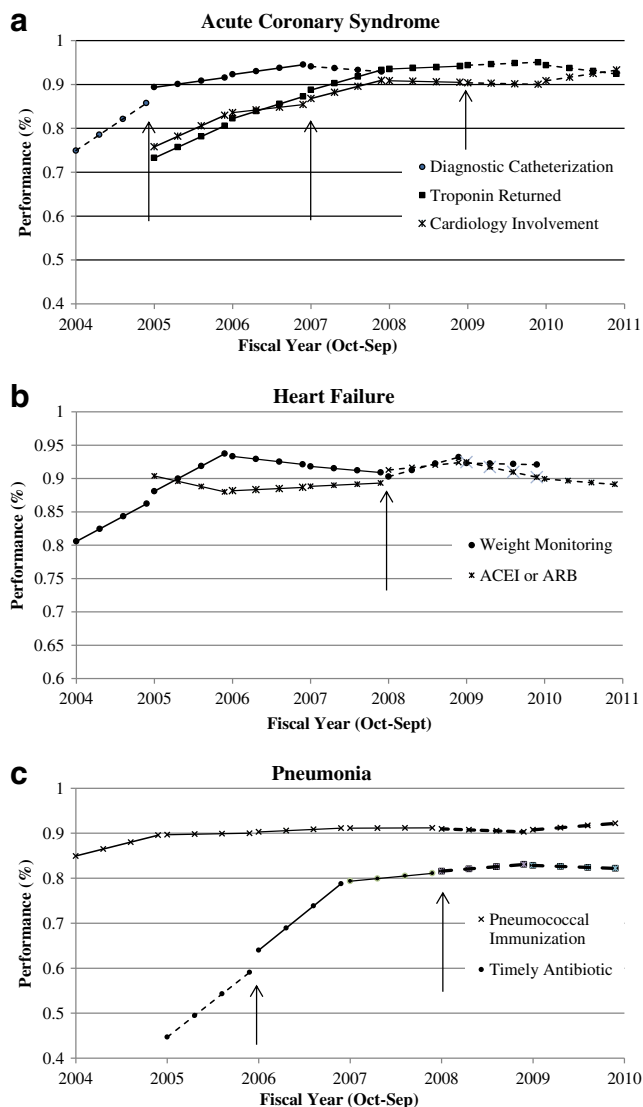 a
Acute Coronary Syndrome
1
0.9
0.8
0.7
0.6
0.5
0.4
Performance (%)
Diagnostic Catheterization
Troponin Returned
Cardiology Involvement
2004 2005 2006 2007 2008 2009 2010 2011
Fiscal Year (Oct-Sep)
b
Heart Failure
1
0.95
0.9
0.85
0.8
0.75
0.7
0.65
0.6
Performance (%)
Weight Monitoring
ACEI or ARB
2004 2005 2006 2007 2008 2009 2010 2011
Fiscal Year (Oct-Sept)
c
Pneumonia
1
0.9
0.8
0.7
0.6
0.5
0.4
Performance (%)
Pneumococcal
Immunization
Timely Antibiotic
2004 2005 2006 2007 2008 2009 2010
Fiscal Year (Oct-Sep)